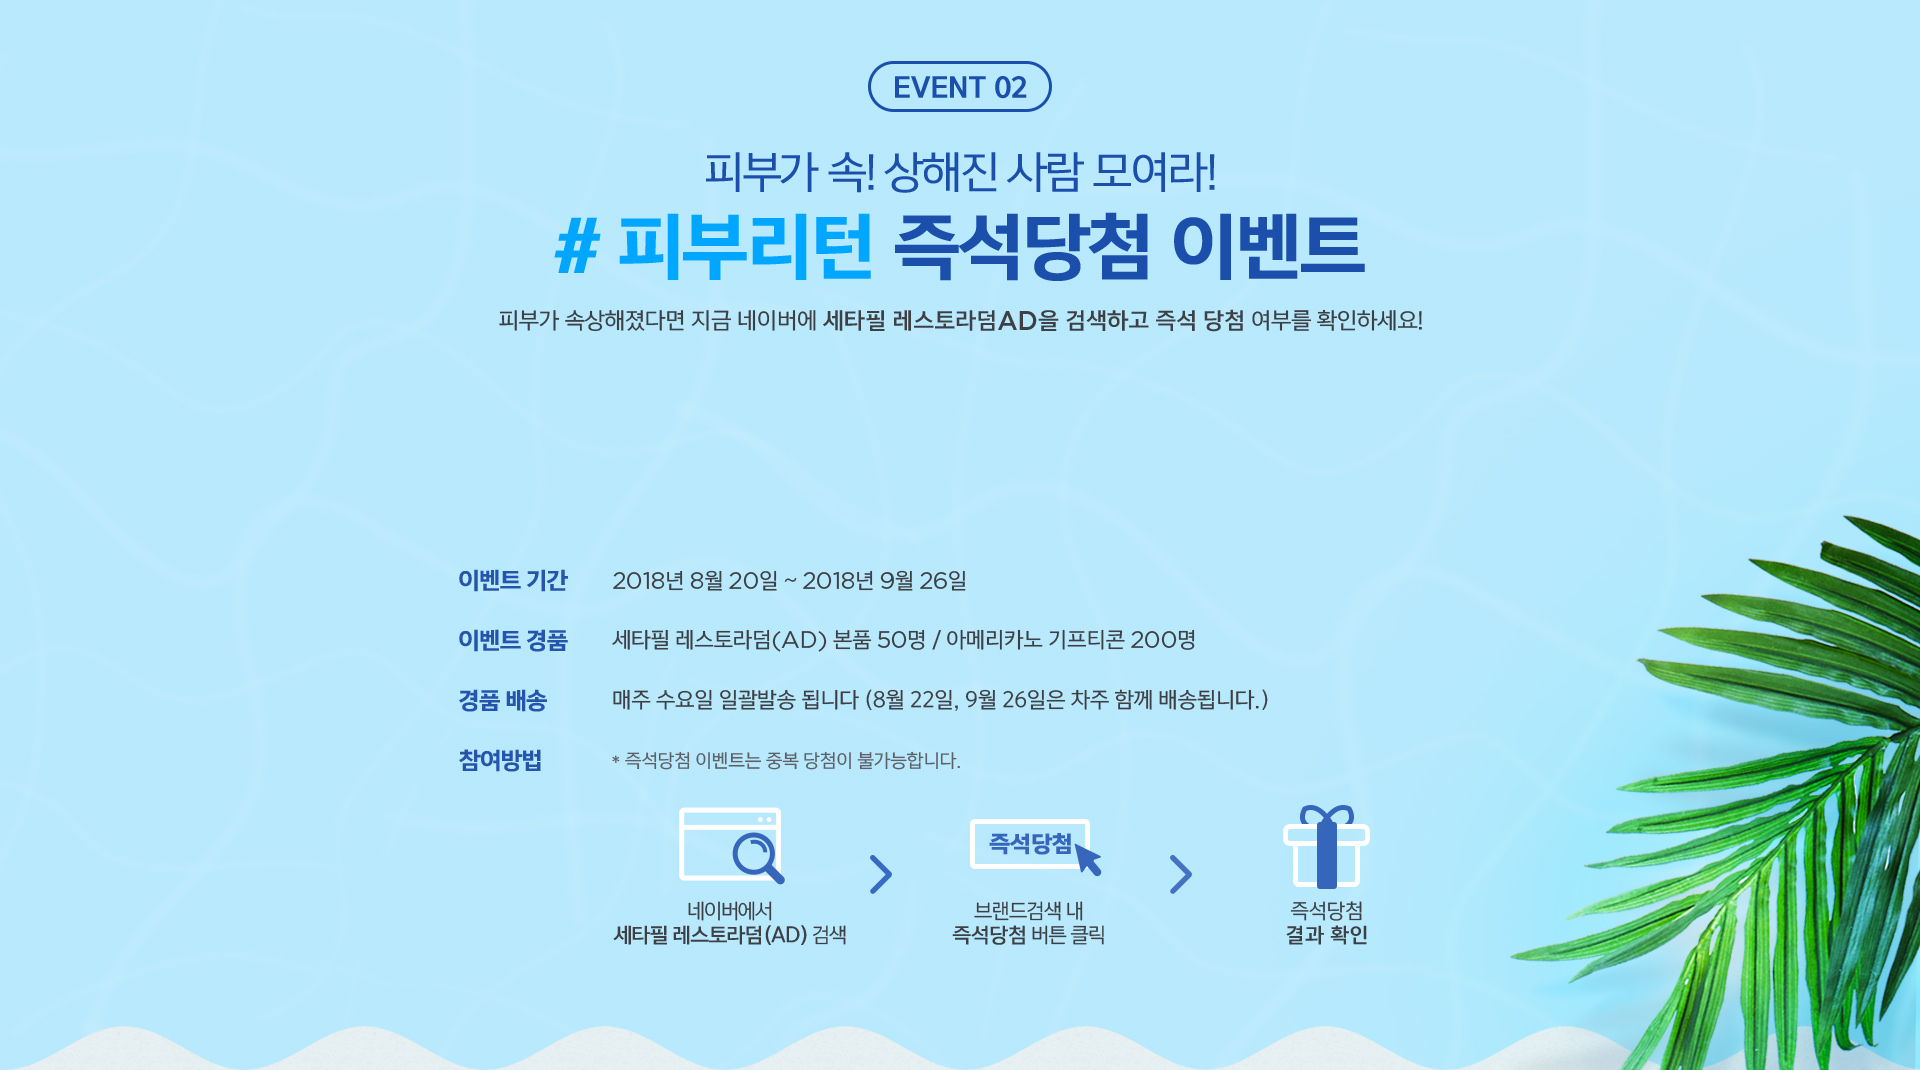 EVENT 02
피부가 속! 상해진 사람 모여라!
# 피부리턴 즉석당첨 이벤트
피부가 속상해졌다면 지금 네이버에 세타필 레스토라덤AD을 검색하고 즉석 당첨 여부를 확인하세요!
이벤트 기간 2018년 8월 20일 ~ 2018년 9월 26일
이벤트 경품 세타필 레스토라덤(AD) 본품 50명 / 아메리카노 기프티콘 200명
경품 배송 매주 수요일 일괄발송 됩니다 (8월 22일, 9월 26일은 차주 함께 배송됩니다.)
참여방법 * 즉석당첨 이벤트는 중복 당첨이 불가능합니다.
네이버에서
세타필 레스토라덤(AD) 검색
즉석당첨
브랜드검색 내
즉석당첨 버튼 클릭
즉석당첨
결과 확인